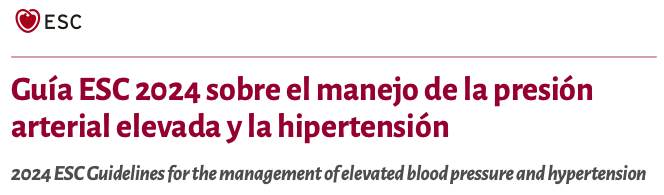 ESC
Guía ESC 2024 sobre el manejo de la presión
arterial elevada y la hipertensión
2024 ESC Guidelines for the management of elevated blood pressure and hypertension